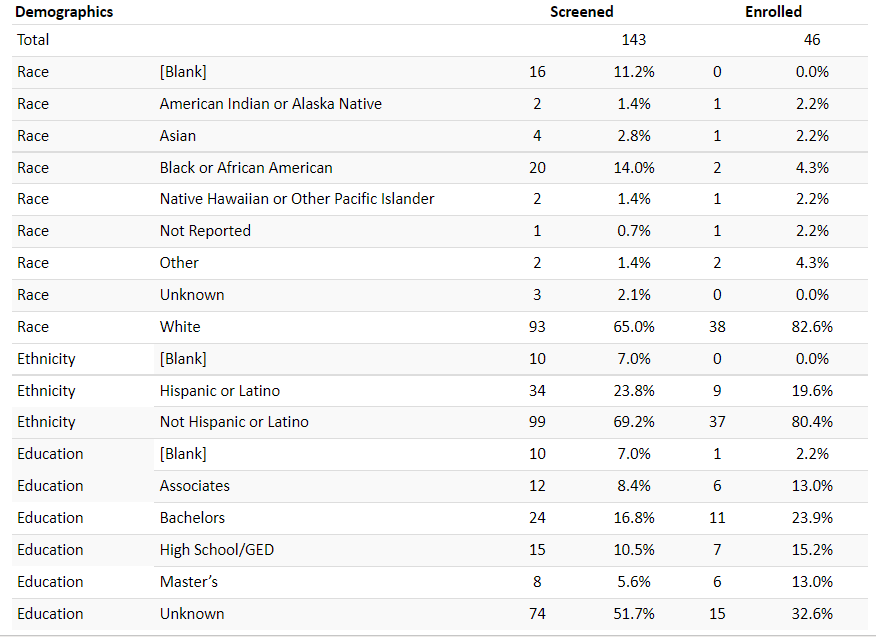 Demographics Screened Enrolled
Total 143 46
Race [Blank] 16 11.2% 0 0.0%
Race American Indian or Alaska Native 2 1.4% 1 2.2%
Race Asian 4 2.8% 1 2.2%
Race Black or African American 20 14.0% 2 4.3%
Race Native Hawaiian or Other Pacific Islander 2 1.4% 1 2.2%
Race Not Reported 1 0.7% 1 2.2%
Race Other 2 1.4% 2 4.3%
Race Unknown 3 2.1% 0 0.0%
Race White 93 65.0% 38 82.6%
Ethnicity [Blank] 10 7.0% 0 0.0%
Ethnicity Hispanic or Latino 34 23.8% 9 19.6%
Ethnicity Not Hispanic or Latino 99 69.2% 37 80.4%
Education [Blank] 10 7.0% 1 2.2%
Education Associates 12 8.4% 6 13.0%
Education Bachelors 24 16.8% 11 23.9%
Education High School/GED 15 10.5% 7 15.2%
Education Master’s 8 5.6% 6 13.0%
Education Unknown 74 51.7% 15 32.6%